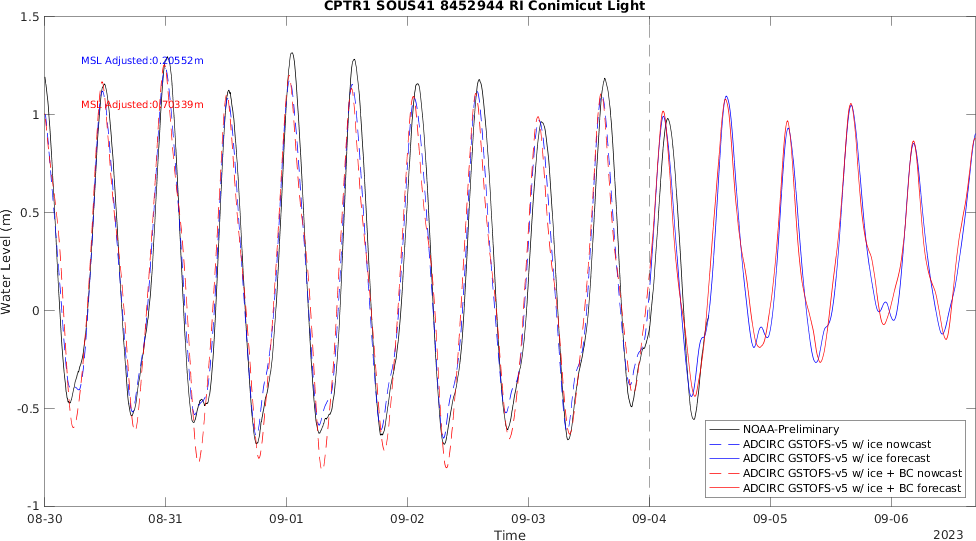 CPTR1 SOUS41 8452944 RI Conimicut Light
1.5
1
0.5
0
-0.5
-1
Water Level (m)
MSL Adjusted:0.20552m
MSL Adjusted:0.70339m
NOAA-Preliminary
ADCIRC GSTOFS-v5 w/ ice nowcast
ADCIRC GSTOFS-v5 w/ ice forecast
ADCIRC GSTOFS-v5 w/ ice + BC nowcast
ADCIRC GSTOFS-v5 w/ ice + BC forecast
08-30 08-31 09-01 09-02 09-03 09-04 09-05 09-06
Time
2023